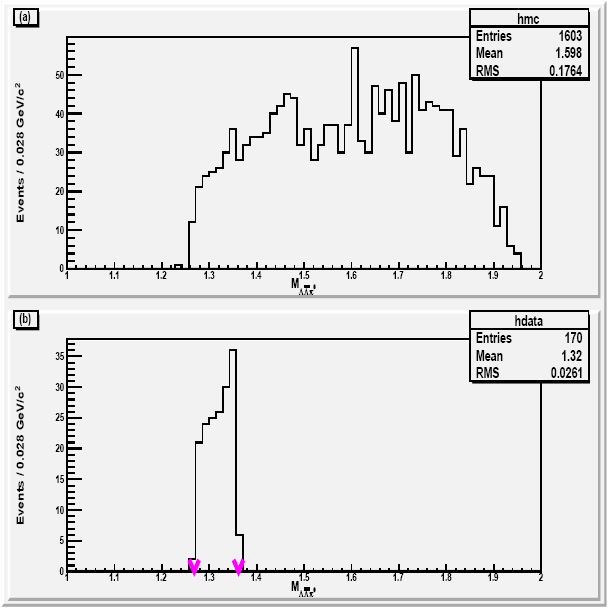 (a)
hmc
Entries 1603
Mean 1.598
RMS 0.1764
Events / 0.028 GeV/c²
50
40
30
20
10
0
1 1.1 1.2 1.3 1.4 1.5 1.6 1.7 1.8 1.9 2
(b)
hdata
Entries 170
Mean 1.32
RMS 0.0261
Events / 0.028 GeV/c²
35
30
25
20
15
10
5
0
1 1.1 1.2 1.3 1.4 1.5 1.6 1.7 1.8 1.9 2